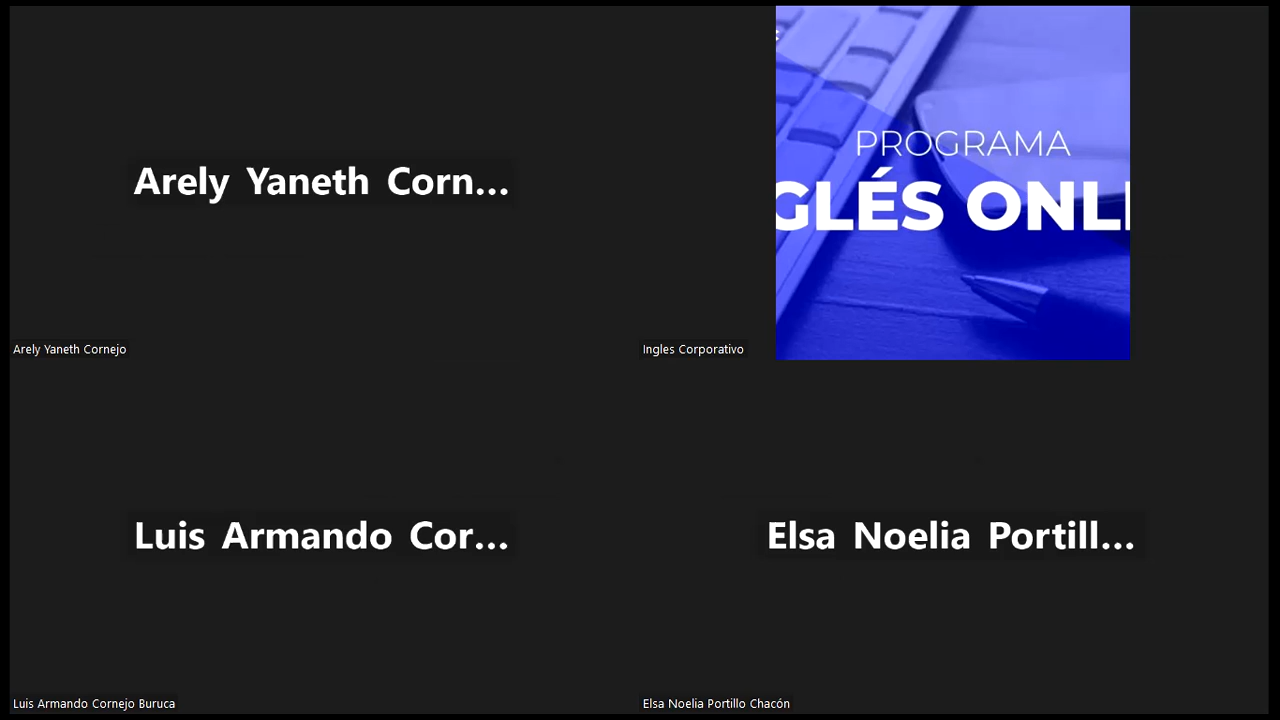 Arely Yaneth Corn...
Arely Yaneth Cornejo
PROGRAMA
GLÉS ONLI
Ingles Corporativo
Luis Armando Cor...
Luis Armando Cornejo Buruca
Elsa Noelia Portill...
Elsa Noelia Portillo Chacón